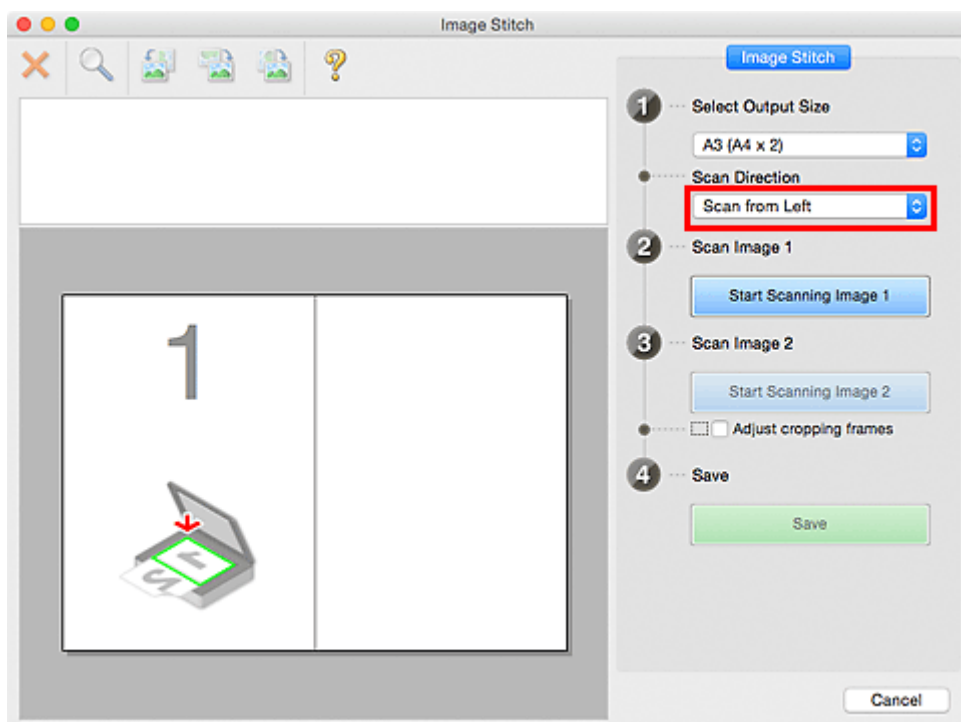 Image Stitch
Image Stitch
1 Select Output Size
A3 (A4 x 2)
Scan Direction
Scan from Left
2 Scan Image 1
Start Scanning Image 1
3 Scan Image 2
Start Scanning Image 2
Adjust cropping frames
4 Save
Save
1
1
2
Cancel